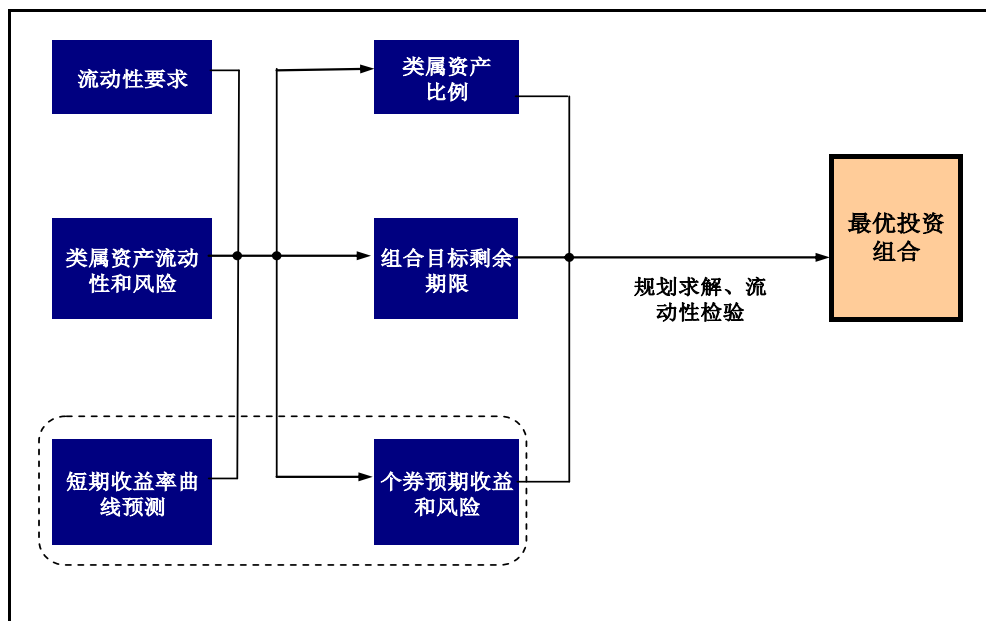 流动性要求
类属资产
比例
类属资产流动
性和风险
组合目标剩余
期限
最优投资
组合
规划求解、流
动性检验
短期收益率曲
线预测
个券预期收益
和风险